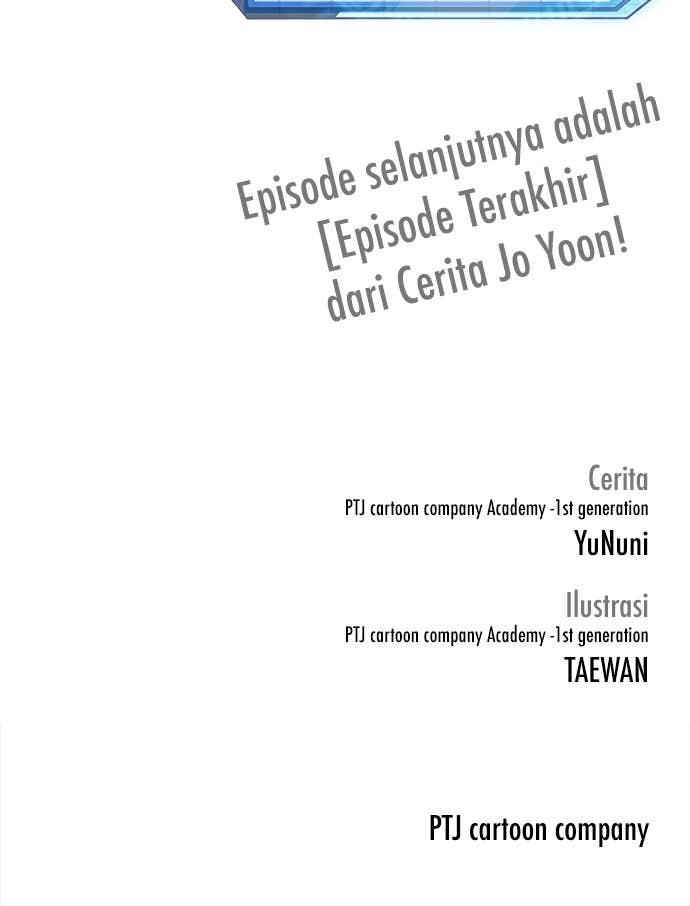 Episode selanjutnya adalah
[Episode Terakhir]
dari Cerita Jo Yoon!
Cerita
PTJ cartoon company Academy -1st generation
YuNuni
Ilustrasi
PTJ cartoon company Academy -1st generation
TAEWAN
PTJ cartoon company